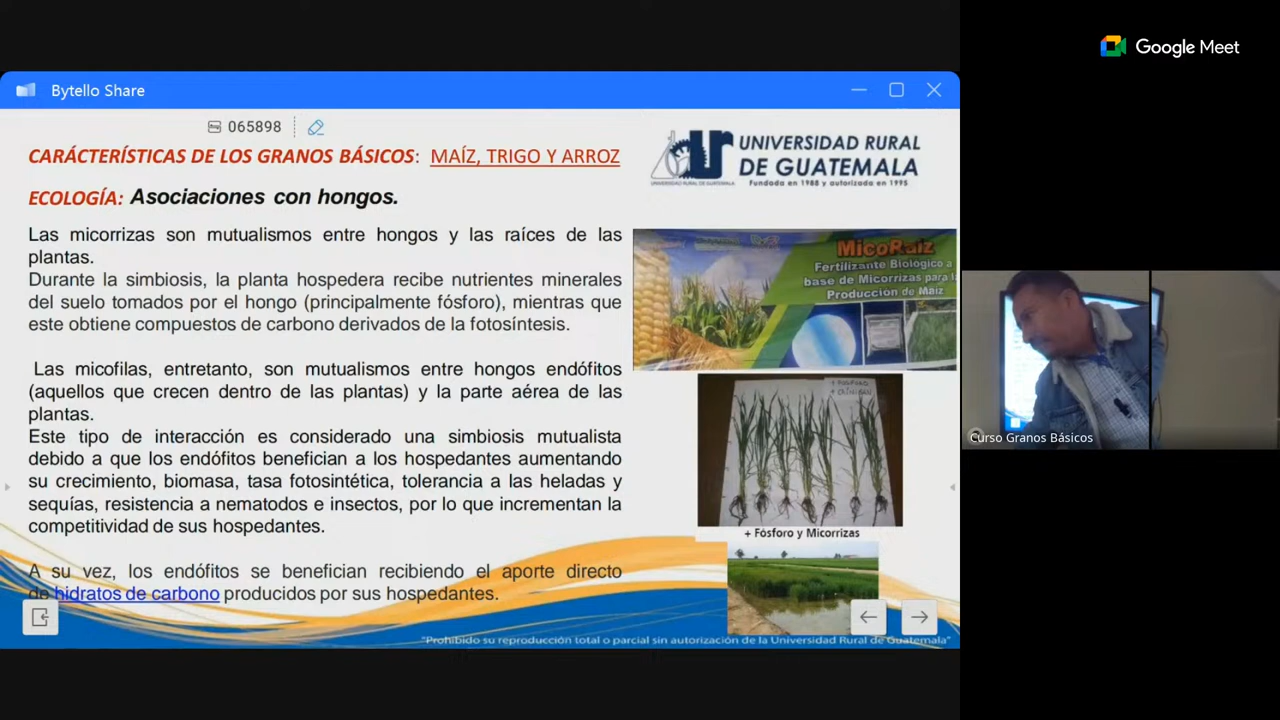 Google Meet
Bytello Share
065898
CARÁCTERÍSTICAS DE LOS GRANOS BÁSICOS: MAÍZ, TRIGO Y ARROZ
UNIVERSIDAD RURAL
DE GUATEMALA
Fundada en 1988 y autorizada en 1995
UNIVERSIDAD RURAL DE GUATEMALA
ECOLOGÍA: Asociaciones con hongos.
Las micorrizas son mutualismos entre hongos y las raíces de las
plantas.
Durante la simbiosis, la planta hospedera recibe nutrientes minerales
del suelo tomados por el hongo (principalmente fósforo), mientras que
este obtiene compuestos de carbono derivados de la fotosíntesis.
Las micofilas, entretanto, son mutualismos entre hongos endófitos
(aquellos que crecen dentro de las plantas) y la parte aérea de las
plantas.
Este tipo de interacción es considerado una simbiosis mutualista
debido a que los endófitos benefician a los hospedantes aumentando
su crecimiento, biomasa, tasa fotosintética, tolerancia a las heladas y
sequías, resistencia a nematodos e insectos, por lo que incrementan la
competitividad de sus hospedantes.
A su vez, los endófitos se benefician recibiendo el aporte directo
de hidratos de carbono producidos por sus hospedantes.
MicoRaiz
Fertilizante Biológico a
base de Micorrizas para la
Producción de Maíz
+ Fósforo y Micorrizas
"Prohibido su reproducción total o parcial sin autorización de la Universidad Rural de Guatemala"
Curso Granos Básicos